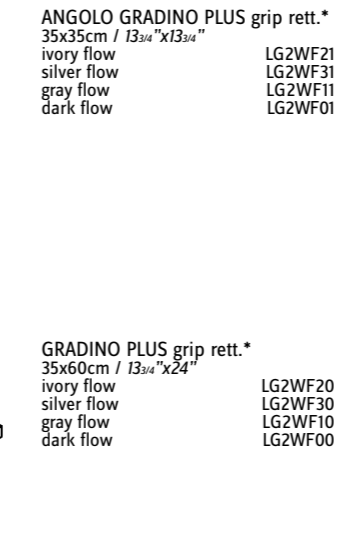 ANGOLO GRADINO PLUS grip rett.*
35x35cm / 133/4"x133/4"
ivory flow LG2WF21
silver flow LG2WF31
gray flow LG2WF11
dark flow LG2WF01
GRADINO PLUS grip rett.*
35x60cm / 133/4"x24"
ivory flow LG2WF20
silver flow LG2WF30
gray flow LG2WF10
dark flow LG2WF00